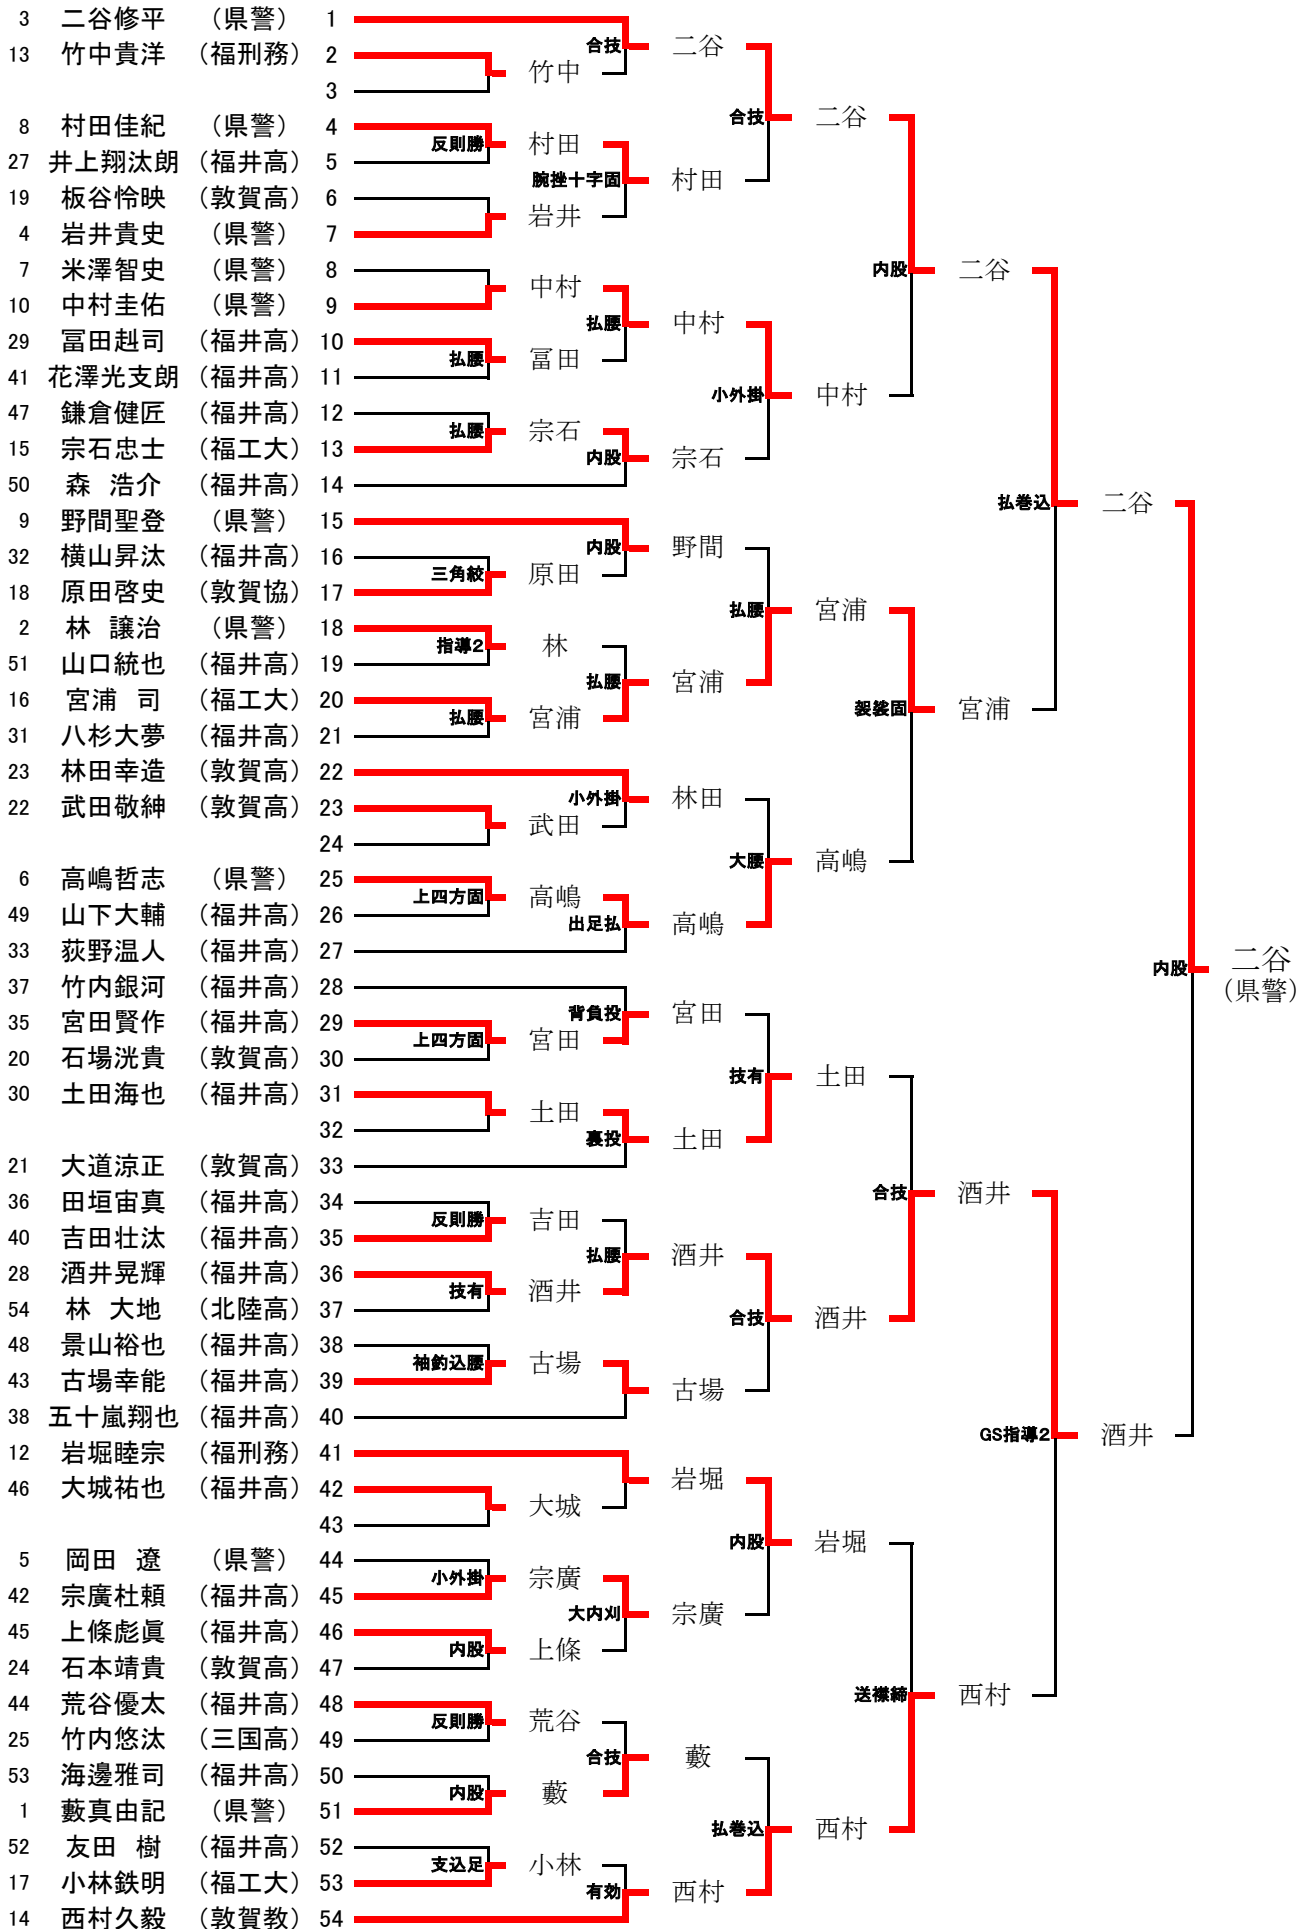 3 二谷修平 （県警） 1
合技 二谷
13 竹中貴洋 （福刑務） 2
竹中
3
合技 二谷
8 村田佳紀 （県警） 4
反則勝 村田
27 井上翔汰朗 （福井高） 5
腕挫十字固 村田
19 板谷怜映 （敦賀高） 6
岩井
4 岩井貴史 （県警） 7
内股 二谷
7 米澤智史 （県警） 8
中村
10 中村圭佑 （県警） 9
払腰 中村
29 冨田赳司 （福井高） 10
払腰 冨田
41 花澤光支朗 （福井高） 11
小外掛 中村
47 鎌倉健匠 （福井高） 12
払腰 宗石
15 宗石忠士 （福工大） 13
内股 宗石
50 森 浩介 （福井高） 14
払巻込 二谷
9 野間聖登 （県警） 15
内股 野間
32 横山昇汰 （福井高） 16
三角絞 原田
18 原田啓史 （敦賀協） 17
払腰 宮浦
2 林 譲治 （県警） 18
指導2 林
51 山口統也 （福井高） 19
払腰 宮浦
16 宮浦 司 （福工大） 20
払腰 宮浦
31 八杉大夢 （福井高） 21
袈裟固 宮浦
23 林田幸造 （敦賀高） 22
小外掛 林田
22 武田敬紳 （敦賀高） 23
武田
24
大腰 高嶋
6 高嶋哲志 （県警） 25
上四方固 高嶋
49 山下大輔 （福井高） 26
出足払 高嶋
33 荻野温人 （福井高） 27
内股 二谷
（県警）
37 竹内銀河 （福井高） 28
背負投 宮田
35 宮田賢作 （福井高） 29
上四方固 宮田
20 石場洸貴 （敦賀高） 30
技有 土田
30 土田海也 （福井高） 31
土田
32
裏投 土田
21 大道涼正 （敦賀高） 33
合技 酒井
36 田垣宙真 （福井高） 34
反則勝 吉田
40 吉田壮汰 （福井高） 35
払腰 酒井
28 酒井晃輝 （福井高） 36
技有 酒井
54 林 大地 （北陸高） 37
合技 酒井
48 景山裕也 （福井高） 38
袖釣込腰 古場
43 古場幸能 （福井高） 39
古場
38 五十嵐翔也 （福井高） 40
GS指導2 酒井
12 岩堀睦宗 （福刑務） 41
岩堀
46 大城祐也 （福井高） 42
大城
43
内股 岩堀
5 岡田 遼 （県警） 44
小外掛 宗廣
42 宗廣杜頼 （福井高） 45
大内刈 宗廣
45 上條彪眞 （福井高） 46
内股 上條
24 石本靖貴 （敦賀高） 47
送襟締 西村
44 荒谷優太 （福井高） 48
反則勝 荒谷
25 竹内悠汰 （三国高） 49
合技 藪
53 海邊雅司 （福井高） 50
内股 藪
1 藪真由記 （県警） 51
払巻込 西村
52 友田 樹 （福井高） 52
支込足 小林
17 小林鉄明 （福工大） 53
有効 西村
14 西村久毅 （敦賀教） 54